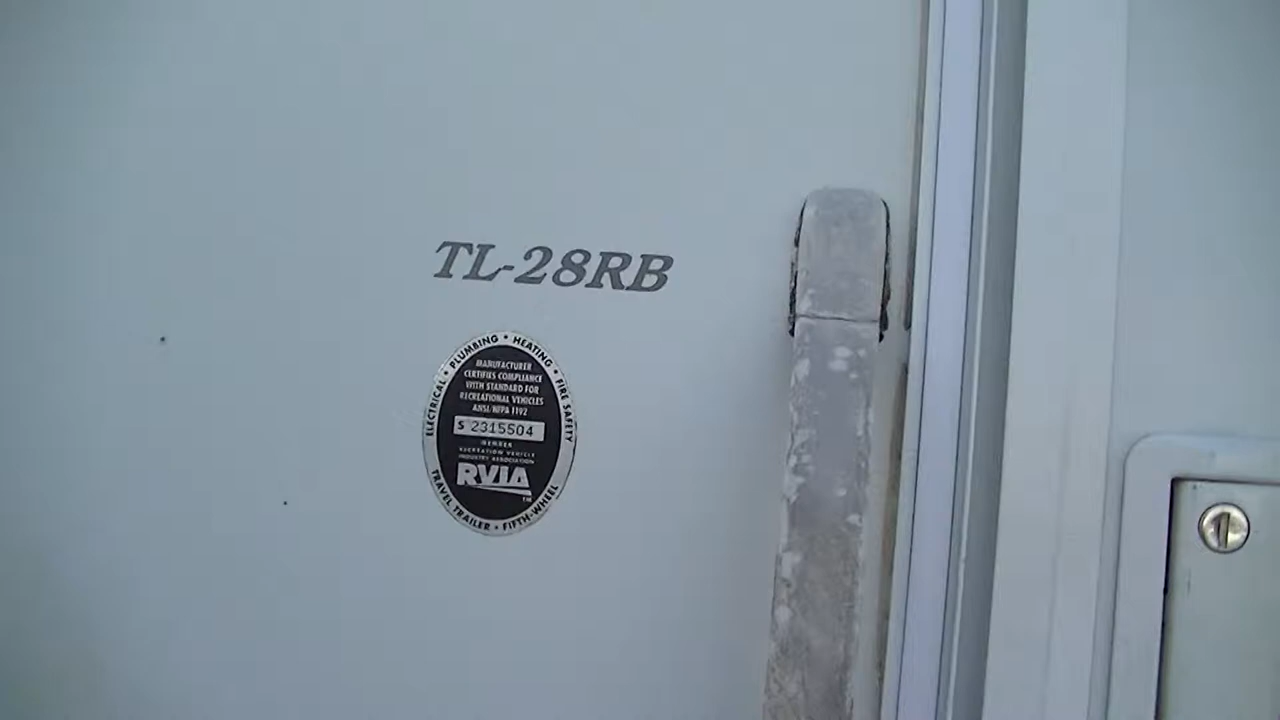 TL-28RB
ELECTRICAL • PLUMBING • HEATING • FIRE SAFETY
MANUFACTURER
CERTIFIES COMPLIANCE
WITH STANDARD FOR
RECREATIONAL VEHICLES
ANSI/NFPA 1192
S 2315504
MEMBER
RECREATION VEHICLE
INDUSTRY ASSOCIATION
RVIA
TM
TRAVEL TRAILER • FIFTH-WHEEL